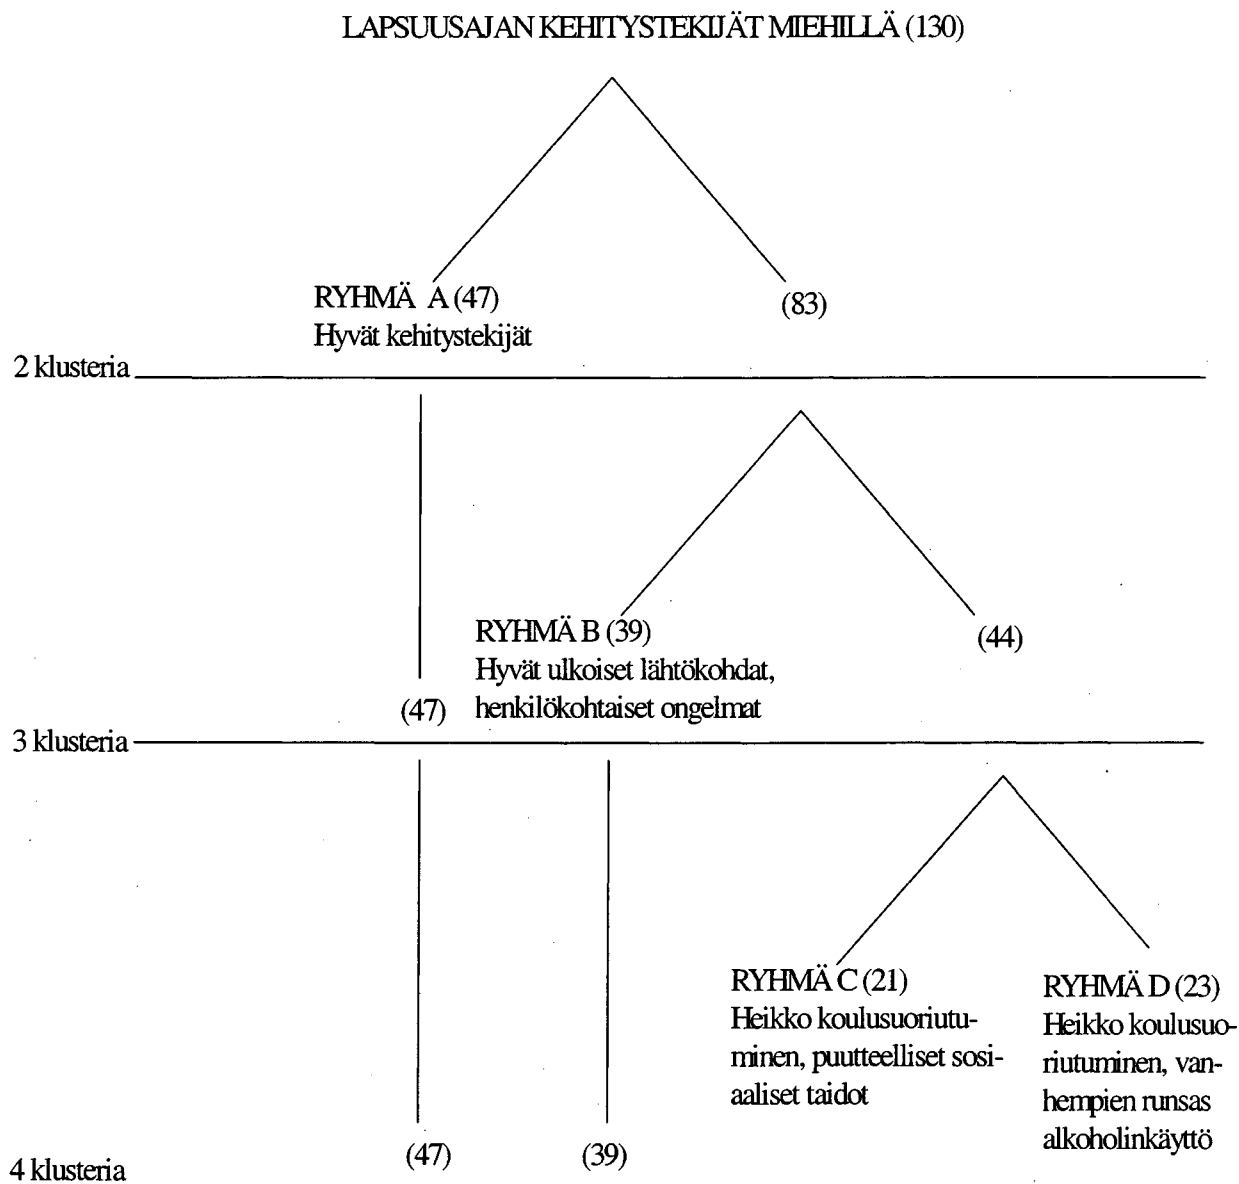 LAPSUUSAJAN KEHITYSTEKIJÄT MIEHILLÄ (130)
RYHMÄ A (47)
Hyvät kehitystekijät
(83)
2 klusteria
RYHMÄ B (39)
Hyvät ulkoiset lähtökohdat,
henkilökohtaiset ongelmat
(44)
(47)
3 klusteria
RYHMÄ C (21)
Heikko koulusuoriutu-
minen, puutteelliset sosi-
aaliset taidot
RYHMÄ D (23)
Heikko koulusuo-
riutuminen, van-
hempien runsas
alkoholinkäyttö
(47)
(39)
4 klusteria